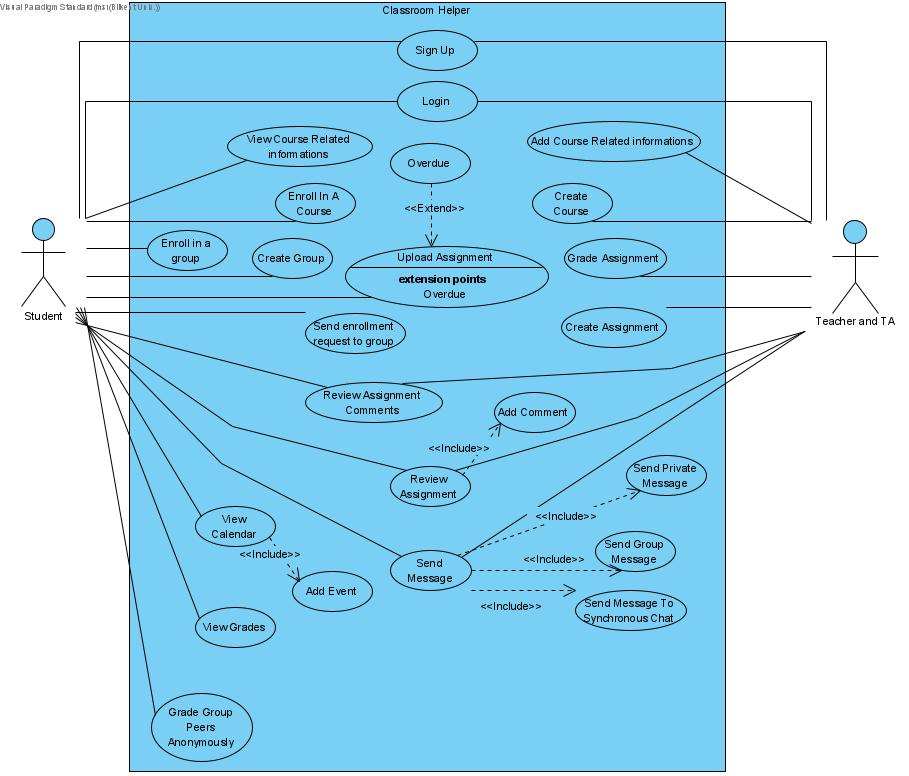 Visual Paradigm Standard
Classroom Helper
Sign Up
Login
View Course Related
informations
Overdue
Add Course Related informations
Enroll In A
Course
<<Extend>>
Create
Course
Enroll in a
group
Create Group
Upload Assignment
extension points
Overdue
Grade Assignment
Student
Teacher and TA
Send enrollment
request to group
Create Assignment
Review Assignment
Comments
Add Comment
<<Include>>
Review
Assignment
Send Private
Message
<<Include>>
View
Calendar
<<Include>>
Send
Message
<<Include>>
Send Group
Message
Add Event
<<Include>>
Send Message To
Synchronous Chat
View Grades
Grade Group
Peers
Anonymously